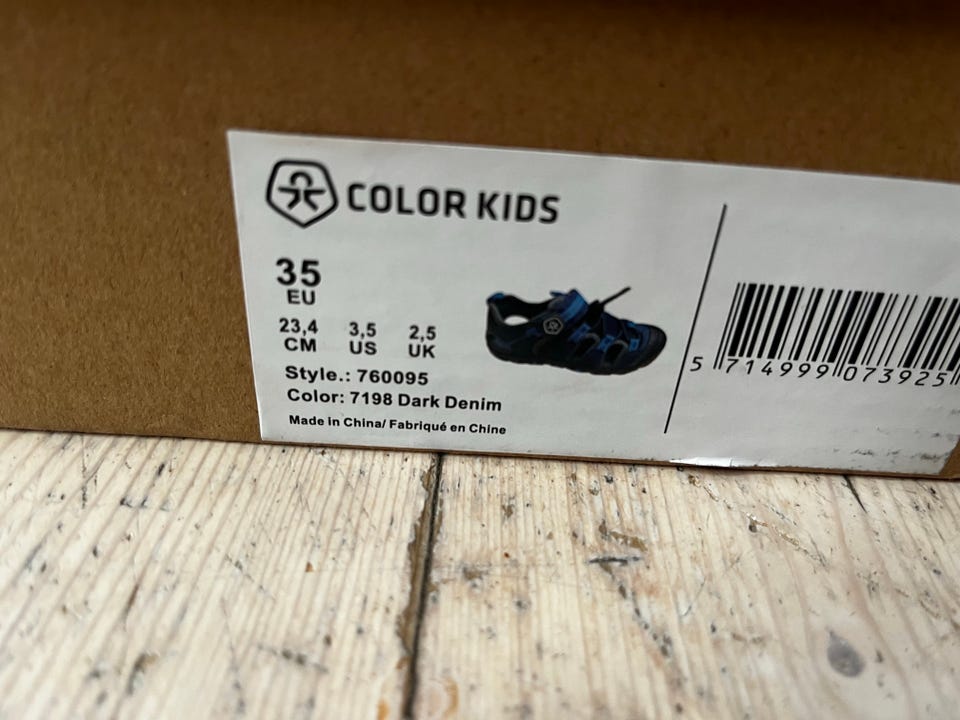 COLOR KIDS
35
EU
23,4 3,5 2,5
CM US UK
Style.: 760095
Color: 7198 Dark Denim
Made in China/ Fabriqué en Chine
5 714999 073925